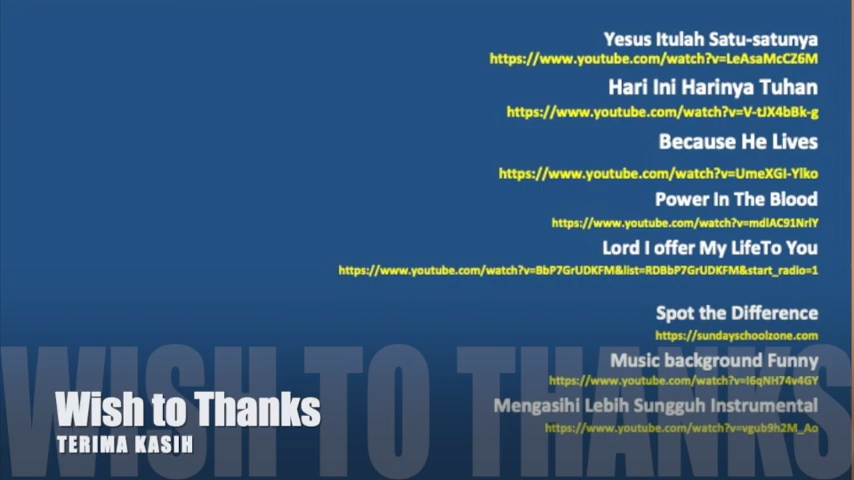 Yesus Itulah Satu-satunya
https://www.youtube.com/watch?v=LeAsaMcCZ6M
Hari Ini Harinya Tuhan
https://www.youtube.com/watch?v=V-tJX4bBk-g
Because He Lives
https://www.youtube.com/watch?v=UmeXGI-Ylko
Power In The Blood
https://www.youtube.com/watch?v=mdlAC91NrlY
Lord I offer My LifeTo You
https://www.youtube.com/watch?v=BbP7GrUDKFM&list=RDBbP7GrUDKFM&start_radio=1
Spot the Difference
https://sundayschoolzone.com
Music background Funny
https://www.youtube.com/watch?v=I6qNH74v4GY
Mengasihi Lebih Sungguh Instrumental
https://www.youtube.com/watch?v=vgub9h2M_Ao
WISH TO THANKS
Wish to Thanks
TERIMA KASIH